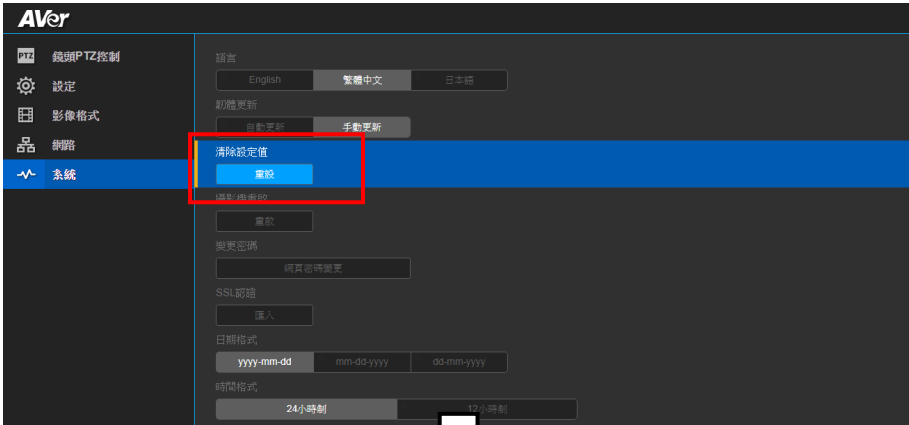 AVer
PTZ 鏡頭PTZ控制
設定
影像格式
網路
系統
語言
English 繁體中文 日本語
韌體更新
自動更新 手動更新
清除設定值
重設
攝影機重啟
重啟
變更密碼
網頁密碼變更
SSL認證
匯入
日期格式
yyyy-mm-dd mm-dd-yyyy dd-mm-yyyy
時間格式
24小時制 12小時制